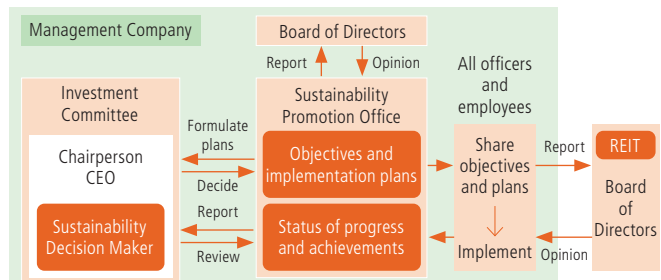 Management Company
Board of Directors
Report
Opinion
Investment
Committee
Chairperson
CEO
Sustainability
Decision Maker
Formulate
plans
Decide
Report
Review
Sustainability
Promotion Office
Objectives and
implementation plans
Status of progress
and achievements
All officers
and
employees
Share
objectives
and plans
Implement
Report
Opinion
REIT
Board
of
Directors